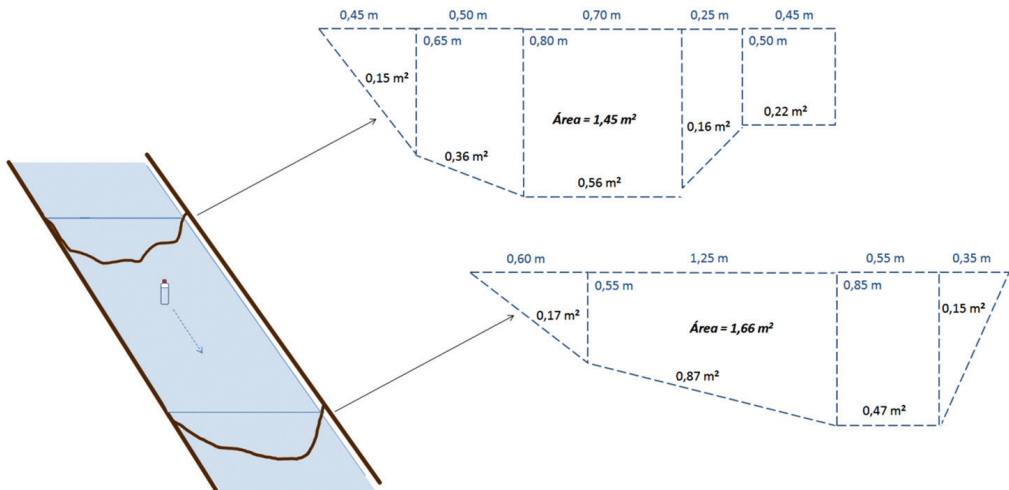 0,45 m 0,50 m 0,70 m 0,25 m 0,45 m
0,65 m 0,80 m 0,50 m
0,15 m²
0,22 m²
Área = 1,45 m²
0,16 m²
0,36 m²
0,56 m²
0,60 m 1,25 m 0,55 m 0,35 m
0,55 m 0,85 m
0,17 m²
0,15 m²
Área = 1,66 m²
0,87 m²
0,47 m²